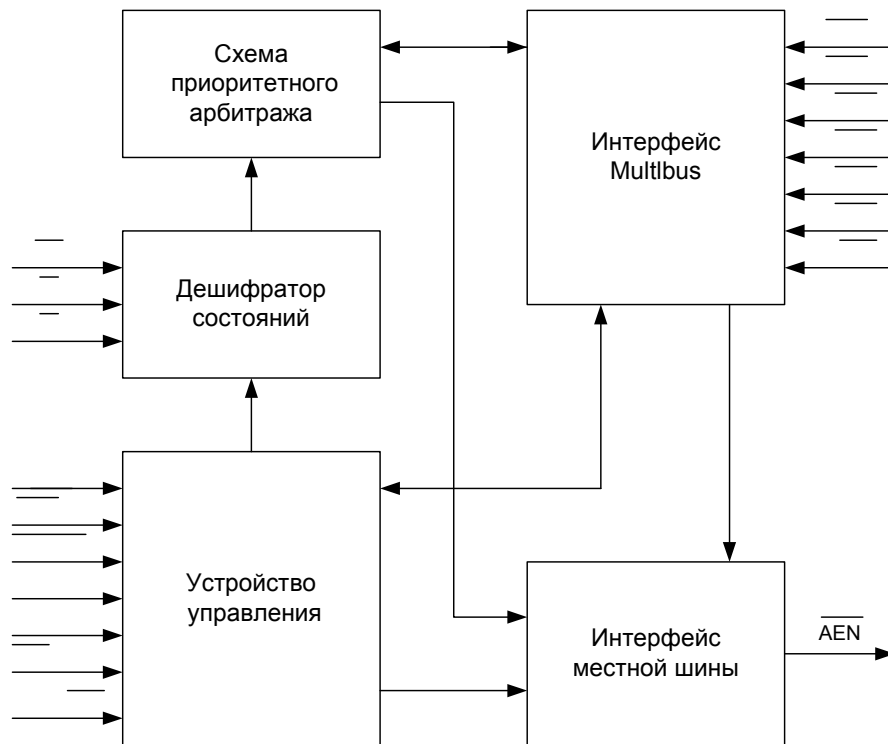 Схема
приоритетного
арбитража
Интерфейс
Multlbus
Дешифратор
состояний
Устройство
управления
Интерфейс
местной шины
AEN